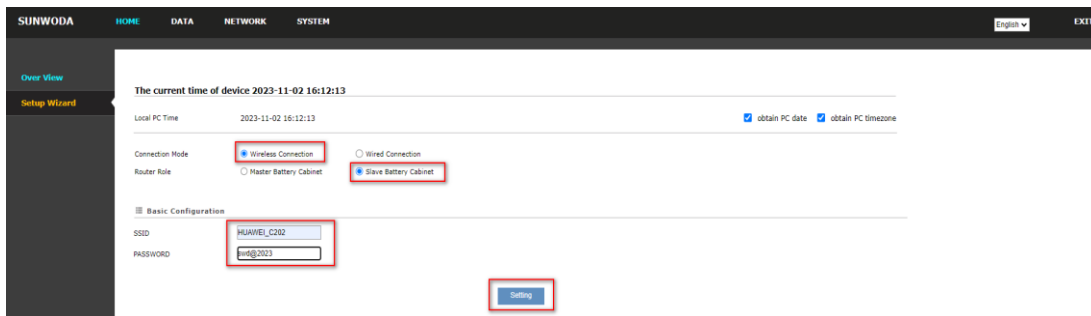 SUNWODA HOME DATA NETWORK SYSTEM English EXIT
Over View
Setup Wizard
The current time of device 2023-11-02 16:12:13
Local PC Time 2023-11-02 16:12:13 obtain PC date obtain PC timezone
Connection Mode Wireless Connection Wired Connection
Router Role Master Battery Cabinet Slave Battery Cabinet
Basic Configuration
SSID HUAWEI_C202
PASSWORD swd@2023
Setting